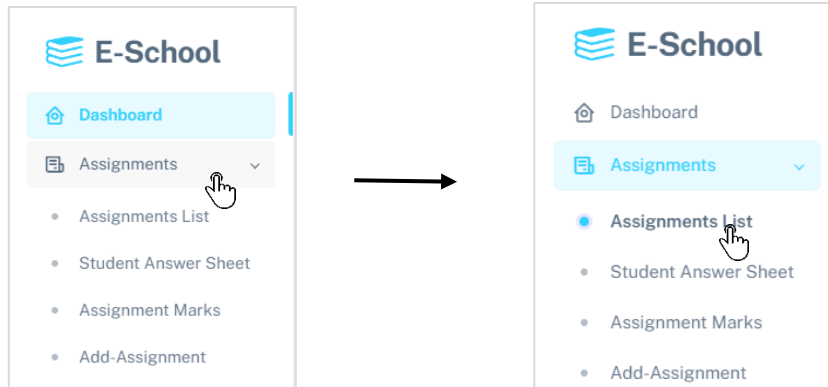 E-School
Dashboard
Assignments
Assignments List
Student Answer Sheet
Assignment Marks
Add-Assignment
E-School
Dashboard
Assignments
Assignments List
Student Answer Sheet
Assignment Marks
Add-Assignment